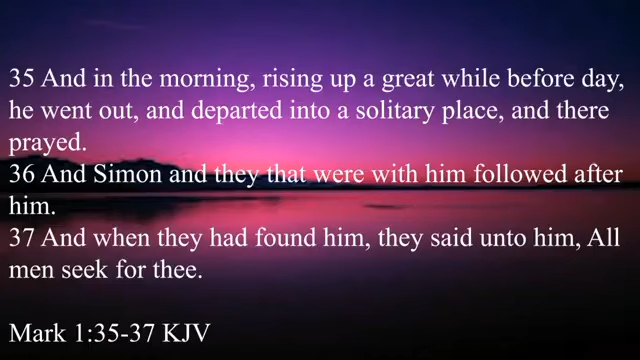 35 And in the morning, rising up a great while before day,
he went out, and departed into a solitary place, and there
prayed.
36 And Simon and they that were with him followed after
him.
37 And when they had found him, they said unto him, All
men seek for thee.
Mark 1:35-37 KJV